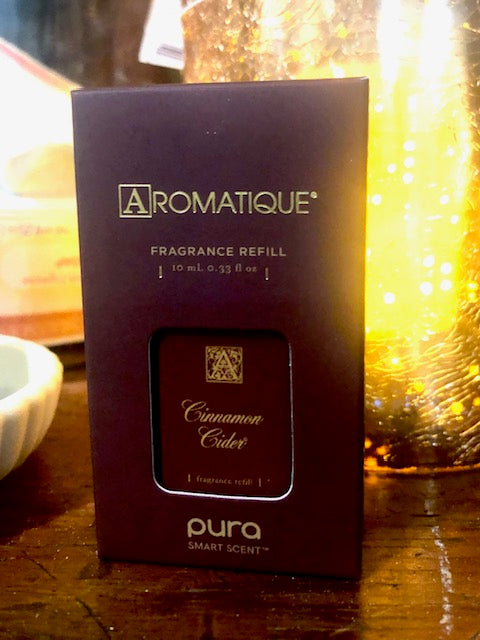 AROMATIQUE®
FRAGRANCE REFILL
10 mL 0.33 fl oz
A
Cinnamon
Cider®
fragrance refill
pura
SMART SCENT™